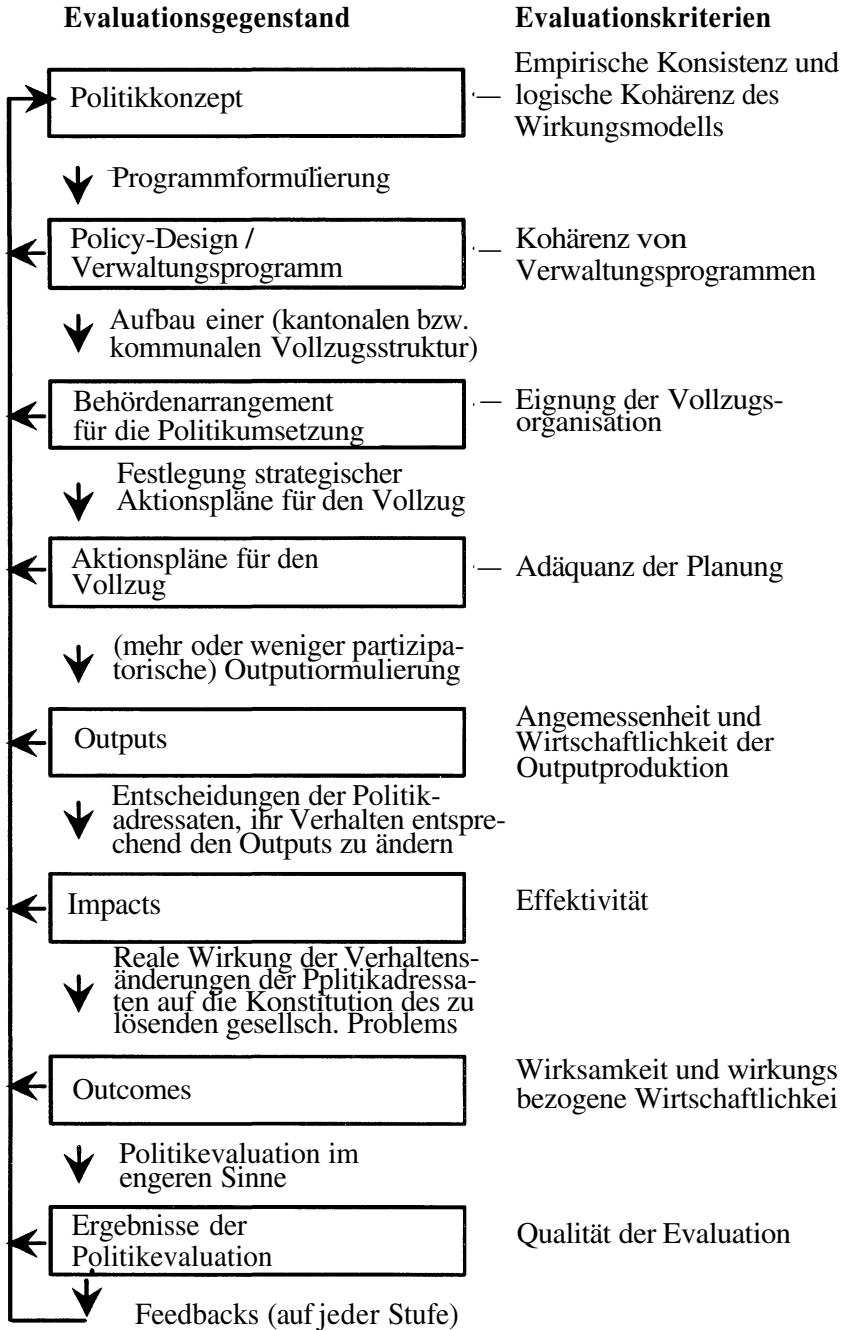 Evaluationsgegenstand
Evaluationskriterien
Politikkonzept
Empirische Konsistenz und
logische Kohärenz des
Wirkungsmodells
Programmformulierung
Policy-Design /
Verwaltungsprogramm
Kohärenz von
Verwaltungsprogrammen
Aufbau einer (kantonalen bzw.
kommunalen Vollzugsstruktur)
Behördenarrangement
für die Politikumsetzung
Eignung der Vollzugs-
organisation
Festlegung strategischer
Aktionspläne für den Vollzug
Aktionspläne für den
Vollzug
Adäquanz der Planung
(mehr oder weniger partizipa-
torische) Outputiormulierung
Outputs
Angemessenheit und
Wirtschaftlichkeit der
Outputproduktion
Entscheidungen der Politik-
adressaten, ihr Verhalten entspre-
chend den Outputs zu ändern
Impacts
Effektivität
Reale Wirkung der Verhaltens-
änderungen der Pplitikadressa-
ten auf die Konstitution des zu
lösenden gesellsch. Problems
Outcomes
Wirksamkeit und wirkungs
bezogene Wirtschaftlichkei
Politikevaluation im
engeren Sinne
Ergebnisse der
Politikevaluation
Qualität der Evaluation
Feedbacks (auf jeder Stufe)